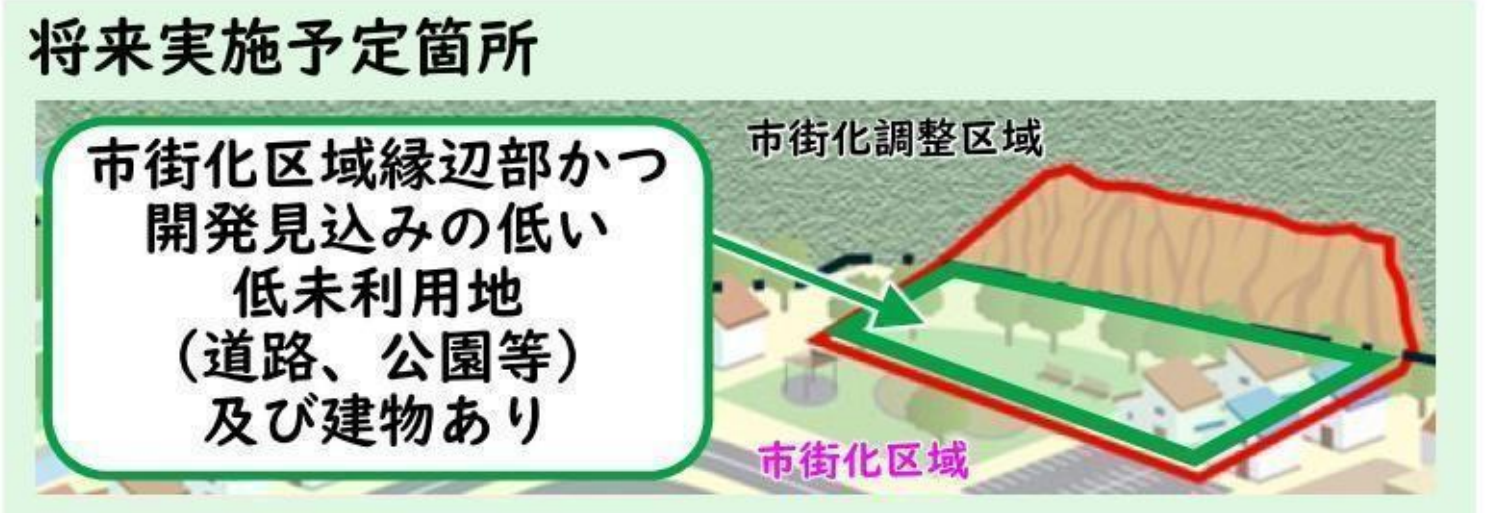 将来実施予定箇所
市街化区域縁辺部かつ
開発見込みの低い
低未利用地
（道路、公園等）
及び建物あり
市街化調整区域
市街化区域